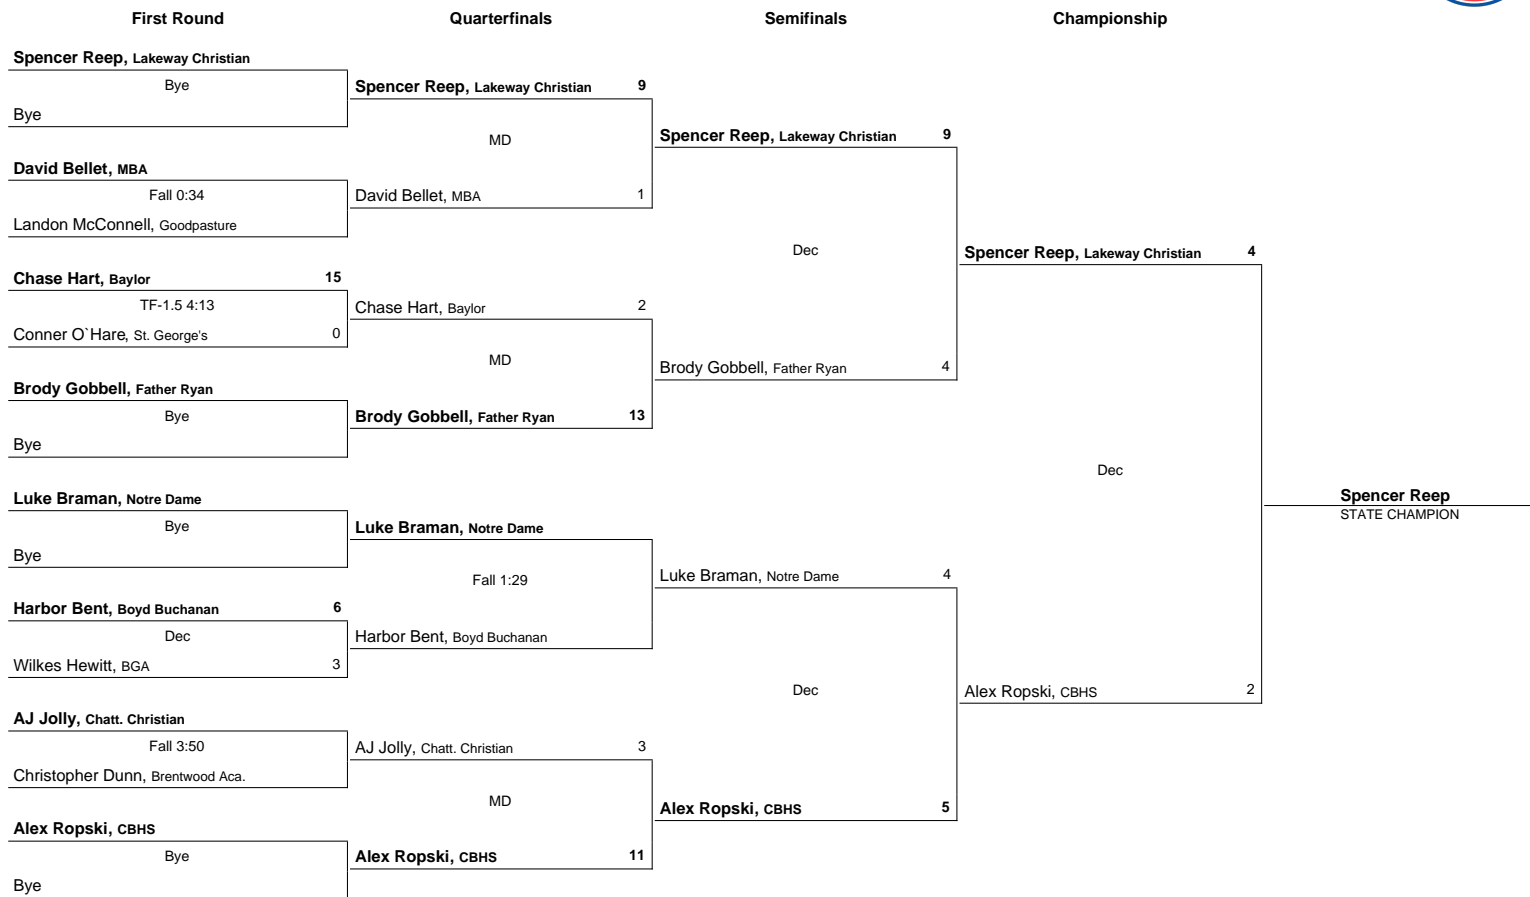 First Round
Quarterfinals
Semifinals
Championship
Spencer Reep, Lakeway Christian
Bye
Bye
David Bellet, MBA
Fall 0:34
Landon McConnell, Goodpasture
Chase Hart, Baylor 15
TF-1.5 4:13
Conner O`Hare, St. George's 0
Brody Gobbell, Father Ryan
Bye
Bye
Luke Braman, Notre Dame
Bye
Bye
Harbor Bent, Boyd Buchanan 6
Dec
Wilkes Hewitt, BGA 3
AJ Jolly, Chatt. Christian
Fall 3:50
Christopher Dunn, Brentwood Aca.
Alex Ropski, CBHS
Bye
Bye
Spencer Reep, Lakeway Christian 9
MD
David Bellet, MBA 1
Chase Hart, Baylor 2
MD
Brody Gobbell, Father Ryan 13
Luke Braman, Notre Dame
Fall 1:29
Harbor Bent, Boyd Buchanan
AJ Jolly, Chatt. Christian 3
MD
Alex Ropski, CBHS 11
Spencer Reep, Lakeway Christian 9
Dec
Brody Gobbell, Father Ryan 4
Luke Braman, Notre Dame 4
Dec
Alex Ropski, CBHS 5
Spencer Reep, Lakeway Christian 4
Dec
Alex Ropski, CBHS 2
Spencer Reep
STATE CHAMPION